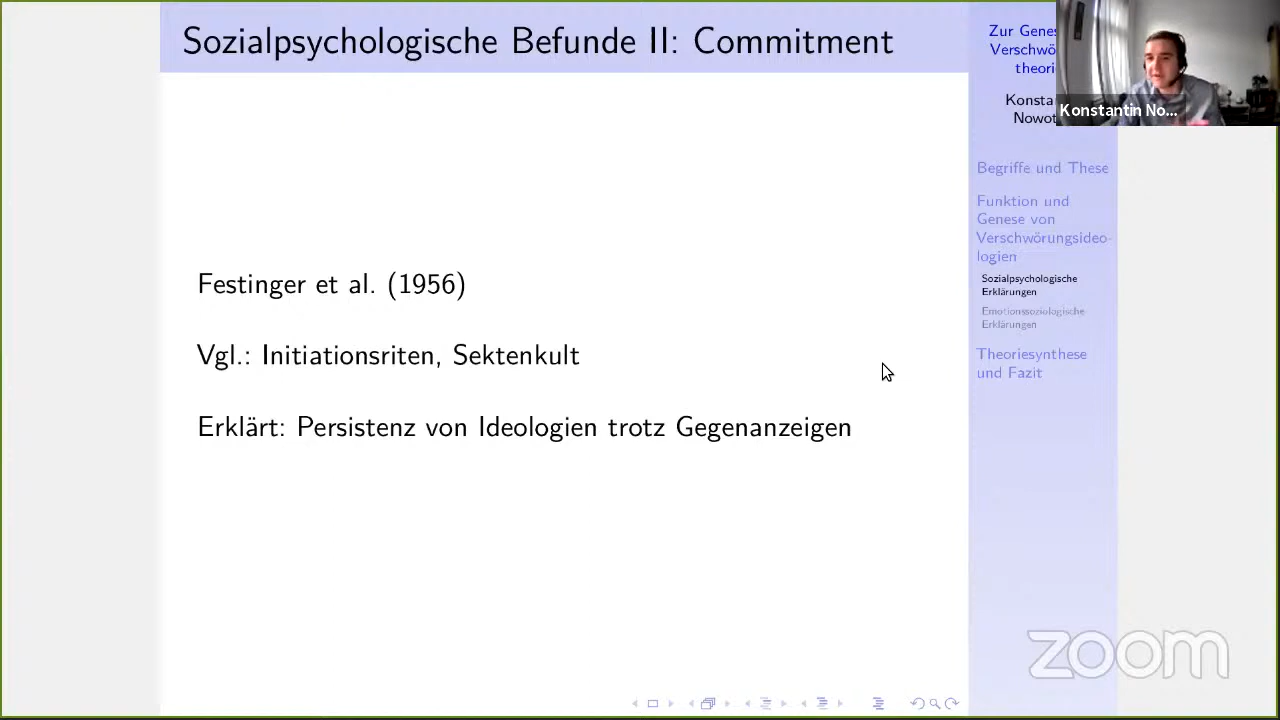 Sozialpsychologische Befunde II: Commitment
Festinger et al. (1956)
Vgl.: Initiationsriten, Sektenkult
Erklärt: Persistenz von Ideologien trotz Gegenanzeigen
Zur Genes
Verschwö
theori
Konsta
Nowot
Konstantin No...
Begriffe und These
Funktion und
Genese von
Verschwörungsideo-
logien
Sozialpsychologische
Erklärungen
Emotionssoziologische
Erklärungen
Theoriesynthese
und Fazit
zoom